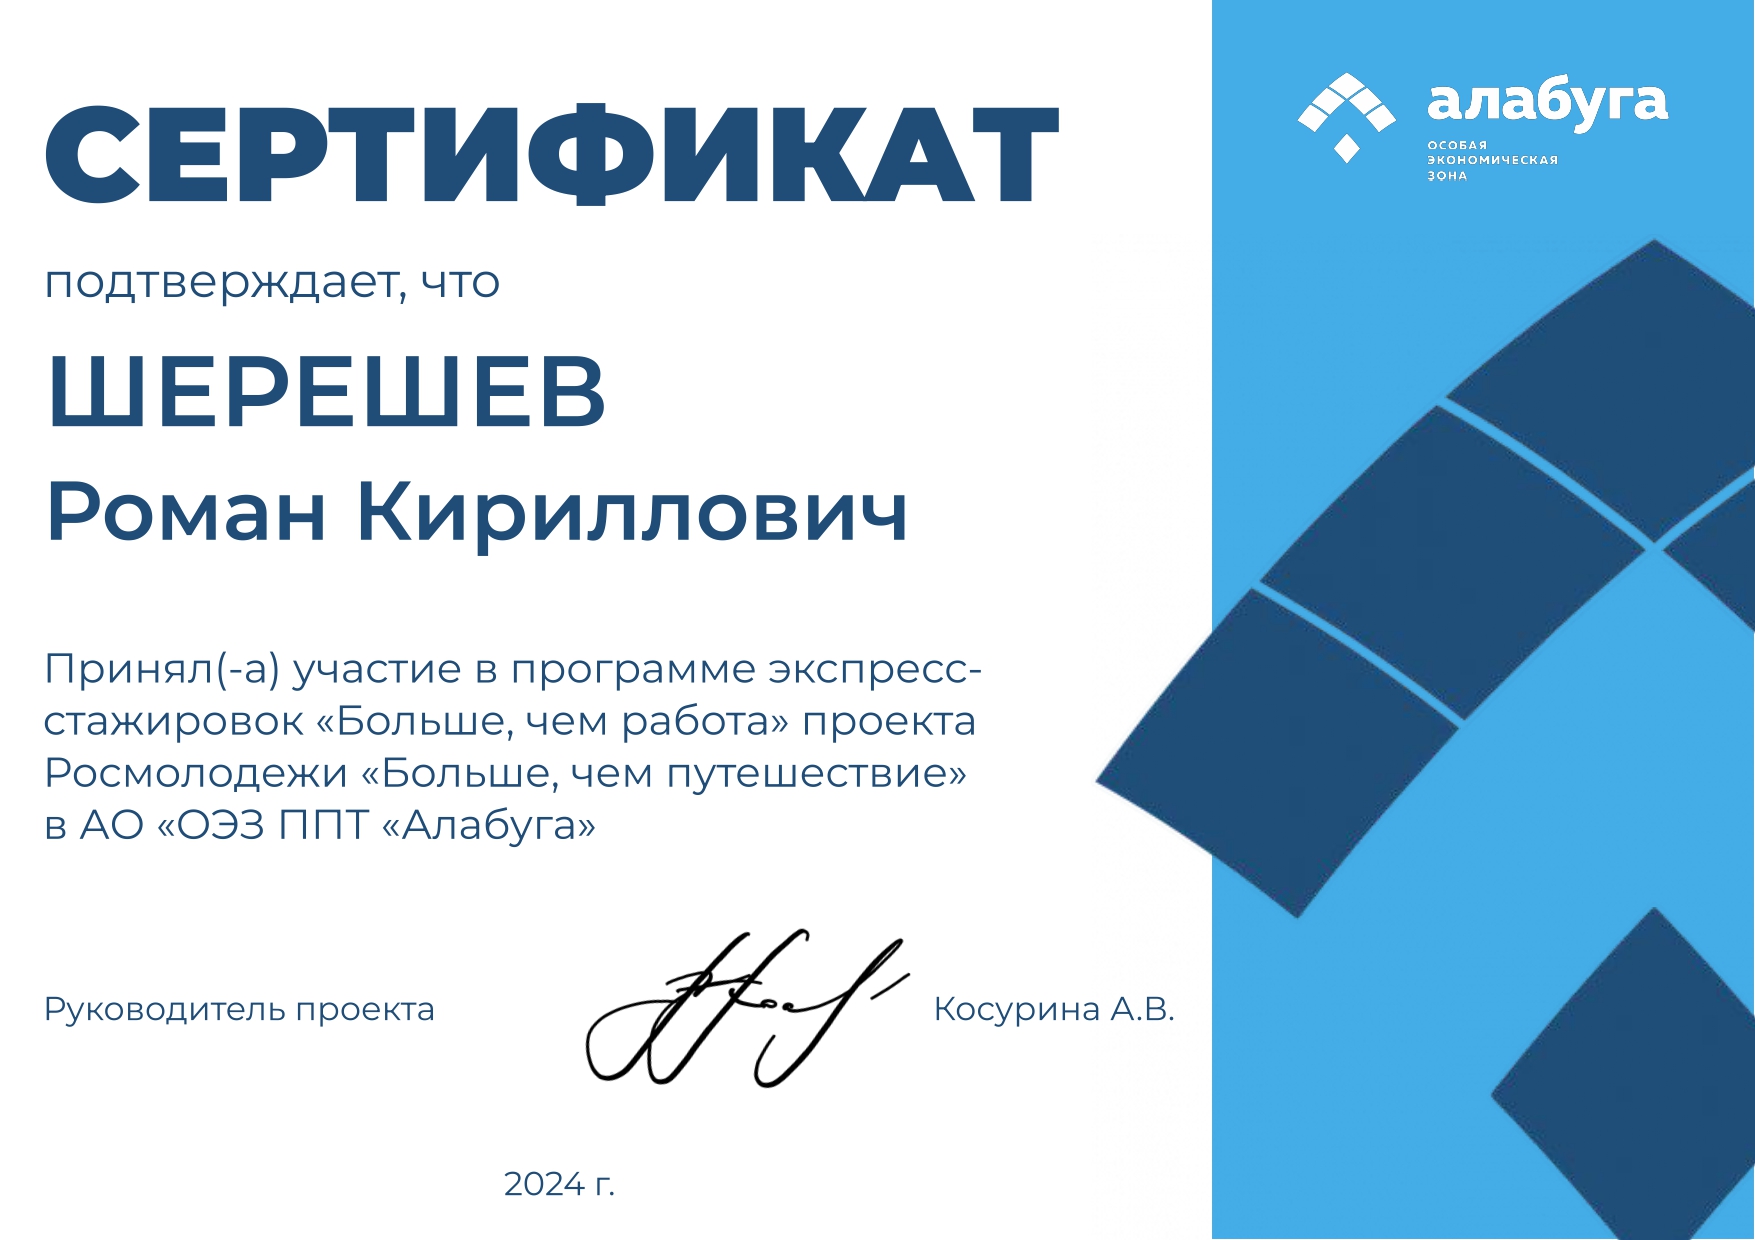 СЕРТИФИКАТ
подтверждает, что
ШЕРЕШЕВ
Роман Кириллович
Принял(-а) участие в программе экспресс-
стажировок «Больше, чем работа» проекта
Росмолодежи «Больше, чем путешествие»
в АО «ОЭЗ ППТ «Алабуга»
Руководитель проекта
Косурина А.В.
2024 г.
алабуга
ОСОБАЯ
ЭКОНОМИЧЕСКАЯ
ЗОНА